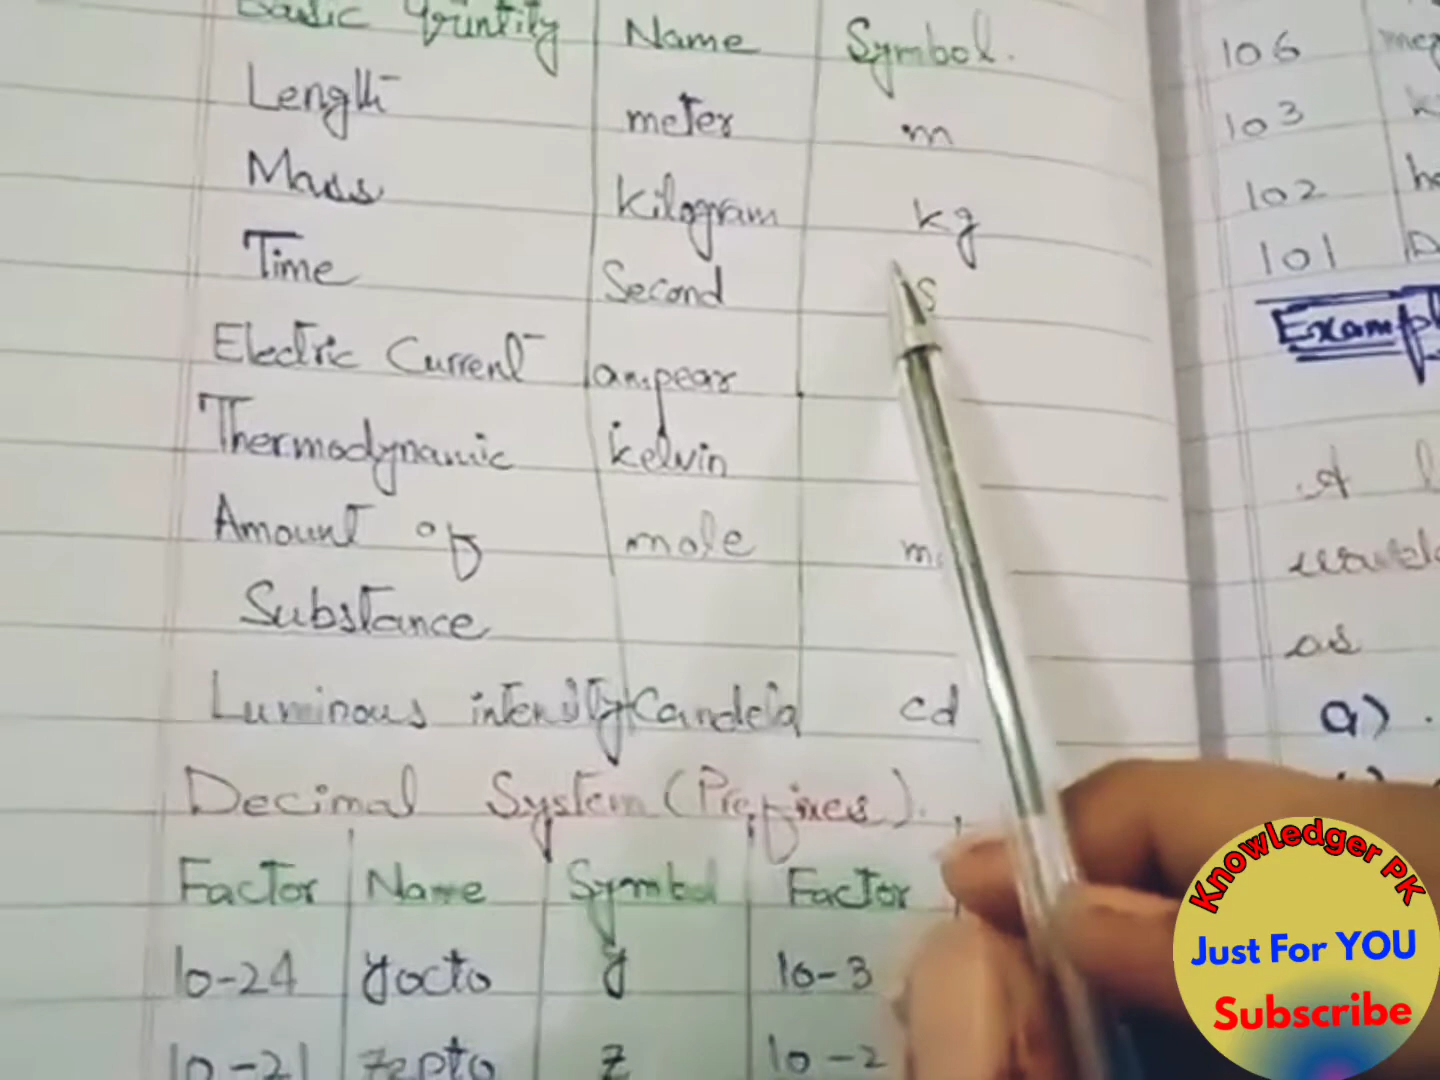 Basic Quntity Name Symbol.
Length meter m
Mass kilogram kg
Time Second s
Electric Current ampear
Thermodynamic kelvin
Amount of mole
Substance
Luminous intensity Candela cd
Decimal System (Prefixes).
Factor Name Symbol Factor
10-24 yocto y 10-3
10-21 zepto z 10-2
106
103
102
101
Exampl
as
a)
Knowledger PK
Just For YOU
Subscribe